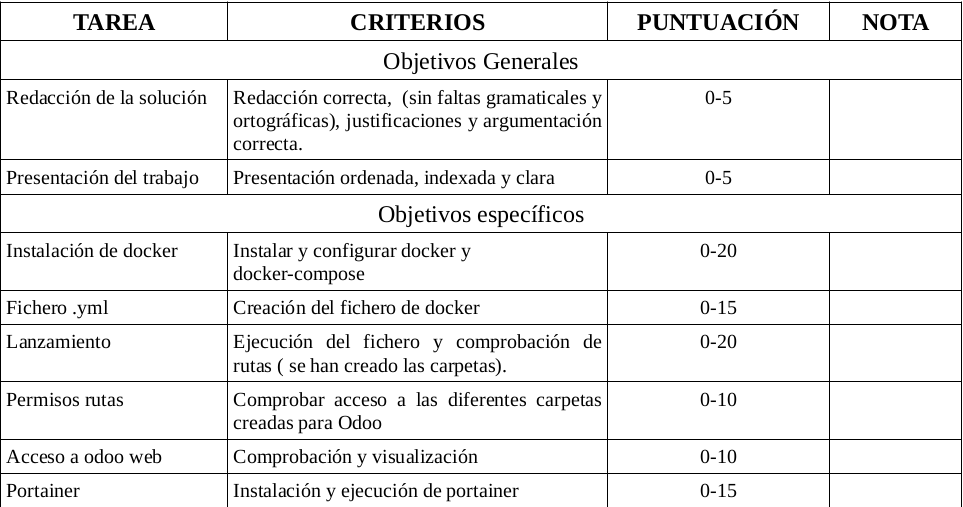 TAREA CRITERIOS PUNTUACIÓN NOTA
Objetivos Generales
Redacción de la solución Redacción correcta, (sin faltas gramaticales y 0-5
ortográficas), justificaciones y argumentación
correcta.
Presentación del trabajo Presentación ordenada, indexada y clara 0-5
Objetivos específicos
Instalación de docker Instalar y configurar docker y 0-20
docker-compose
Fichero .yml Creación del fichero de docker 0-15
Lanzamiento Ejecución del fichero y comprobación de 0-20
rutas ( se han creado las carpetas).
Permisos rutas Comprobar acceso a las diferentes carpetas 0-10
creadas para Odoo
Acceso a odoo web Comprobación y visualización 0-10
Portainer Instalación y ejecución de portainer 0-15